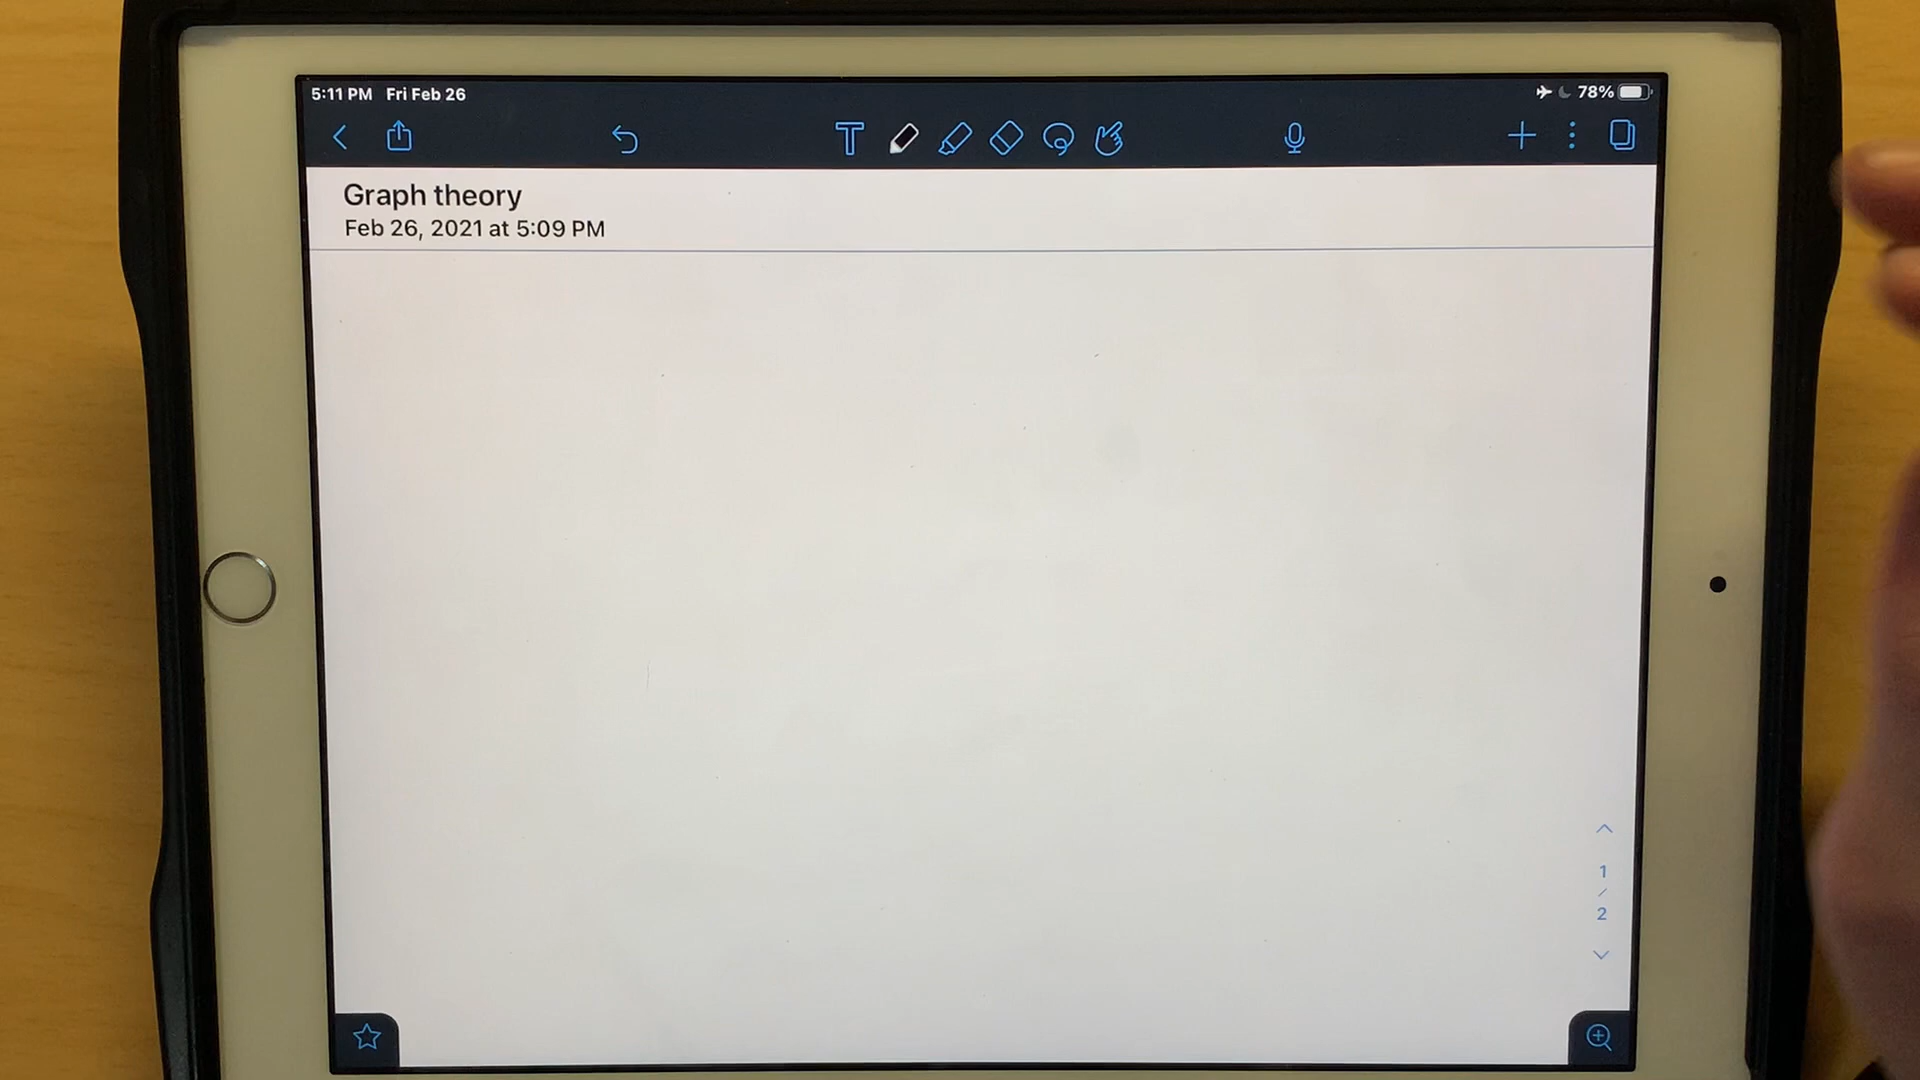 5:11 PM Fri Feb 26
78%
T
Graph theory
Feb 26, 2021 at 5:09 PM
1
/
2